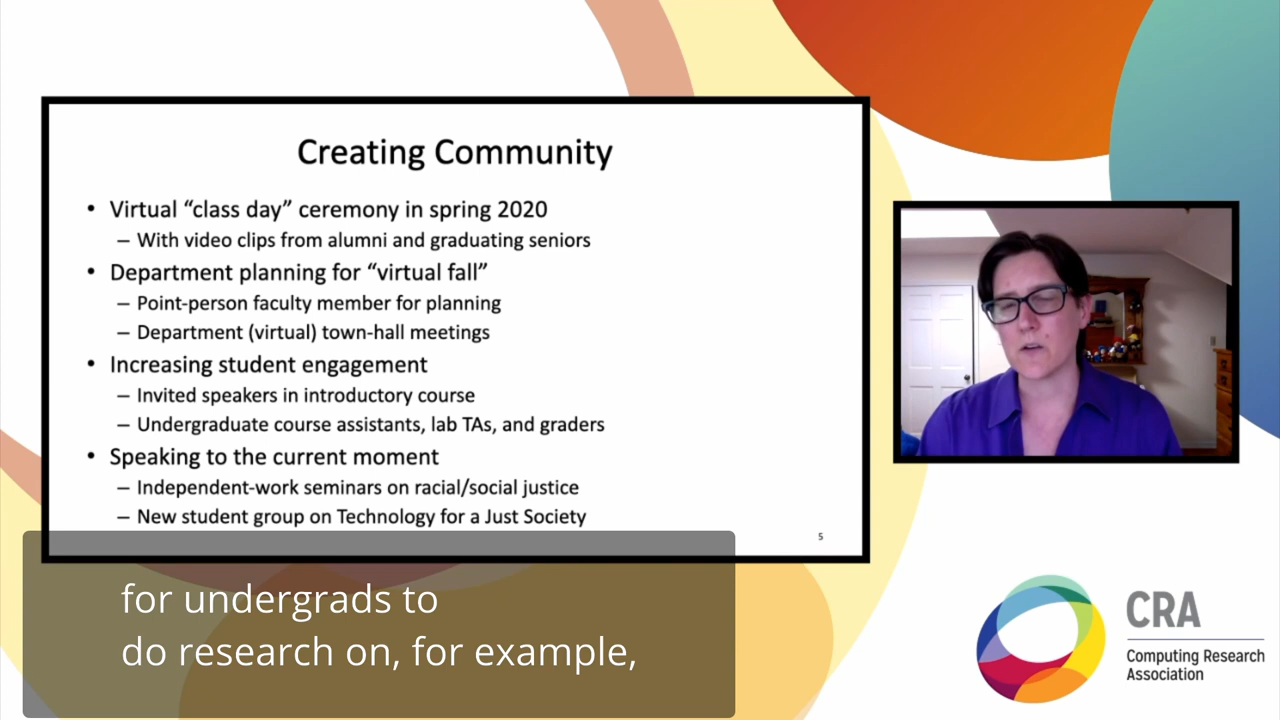 Creating Community
• Virtual “class day” ceremony in spring 2020
– With video clips from alumni and graduating seniors
• Department planning for “virtual fall”
– Point-person faculty member for planning
– Department (virtual) town-hall meetings
• Increasing student engagement
– Invited speakers in introductory course
– Undergraduate course assistants, lab TAs, and graders
• Speaking to the current moment
– Independent-work seminars on racial/social justice
– New student group on Technology for a Just Society
5
for undergrads to
do research on, for example,
CRA
Computing Research
Association